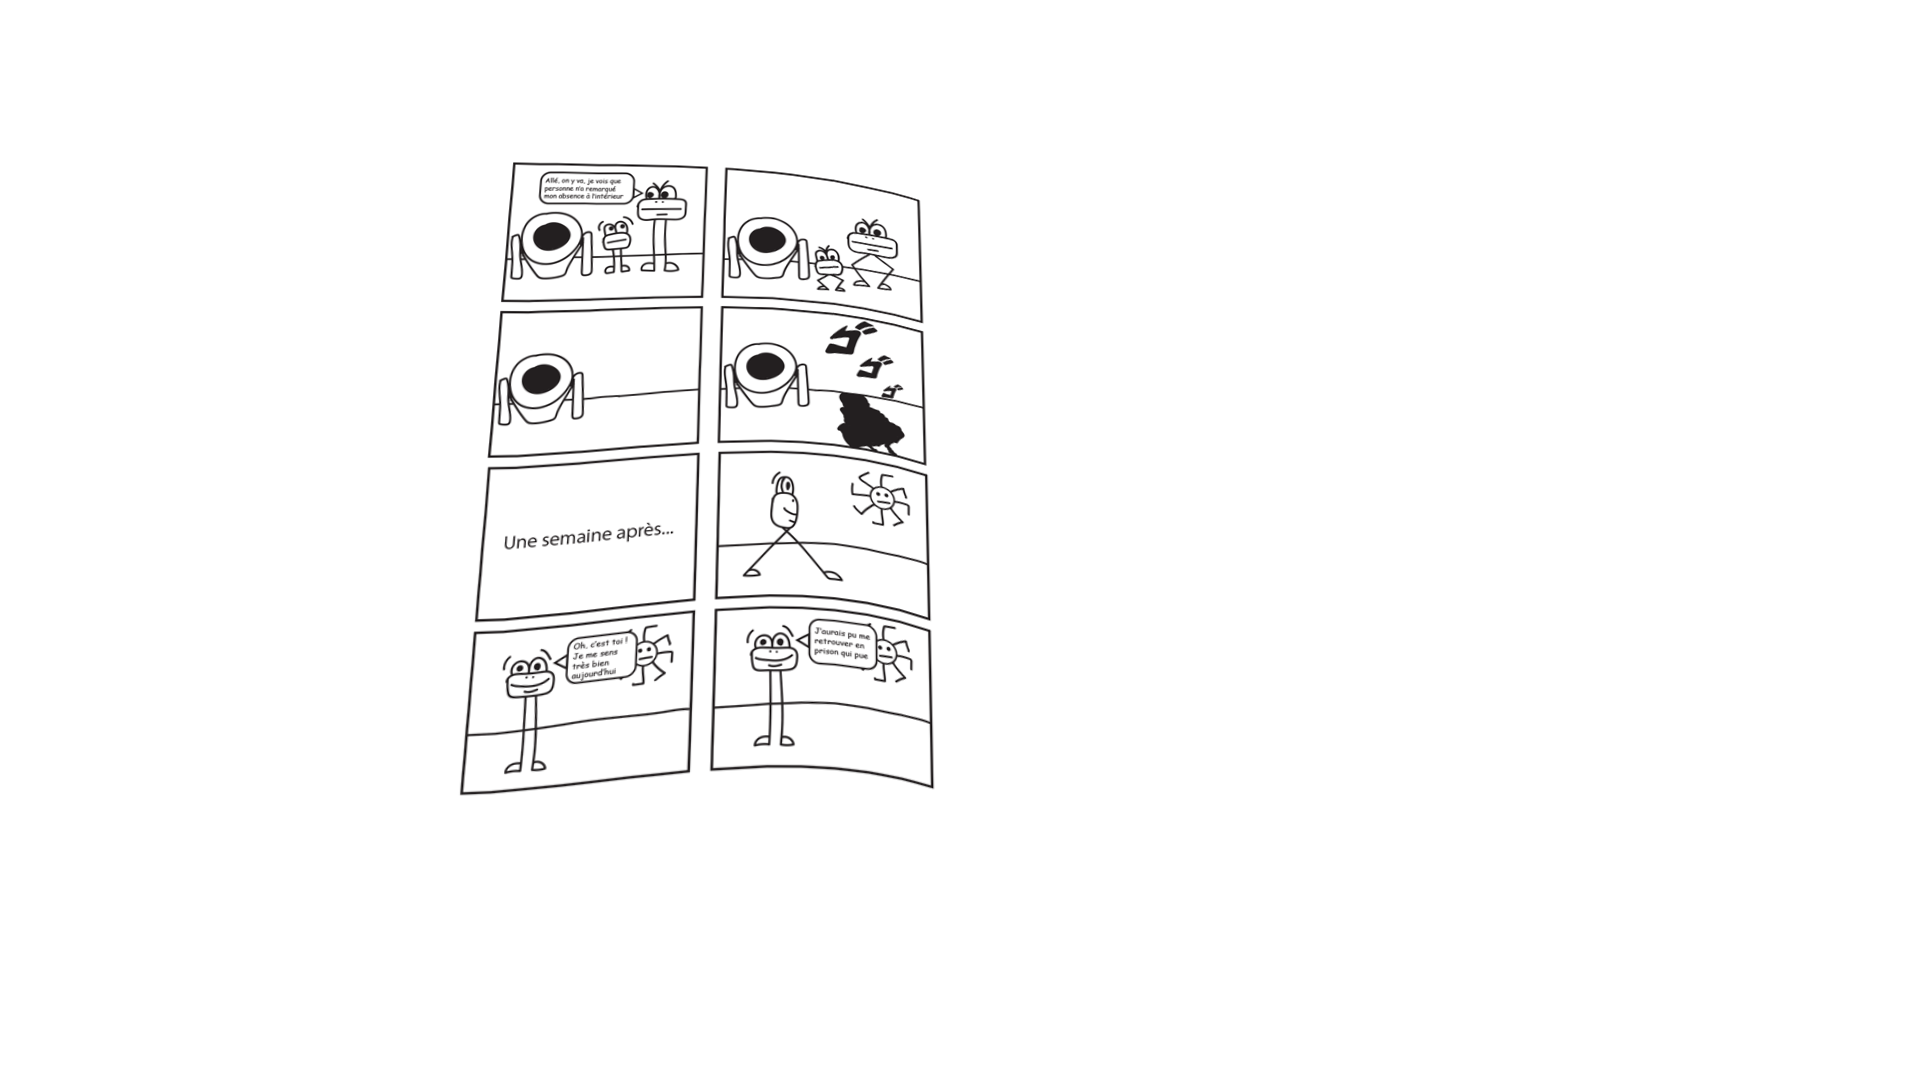 Allé, on y va, je vois que
personne n'a remarqué
mon absence à l'intérieur
ゴ
ゴ
ゴ
Une semaine après...
Oh, c'est toi !
Je me sens
très bien
aujourd'hui
J'aurais pu me
retrouver en
prison qui pue